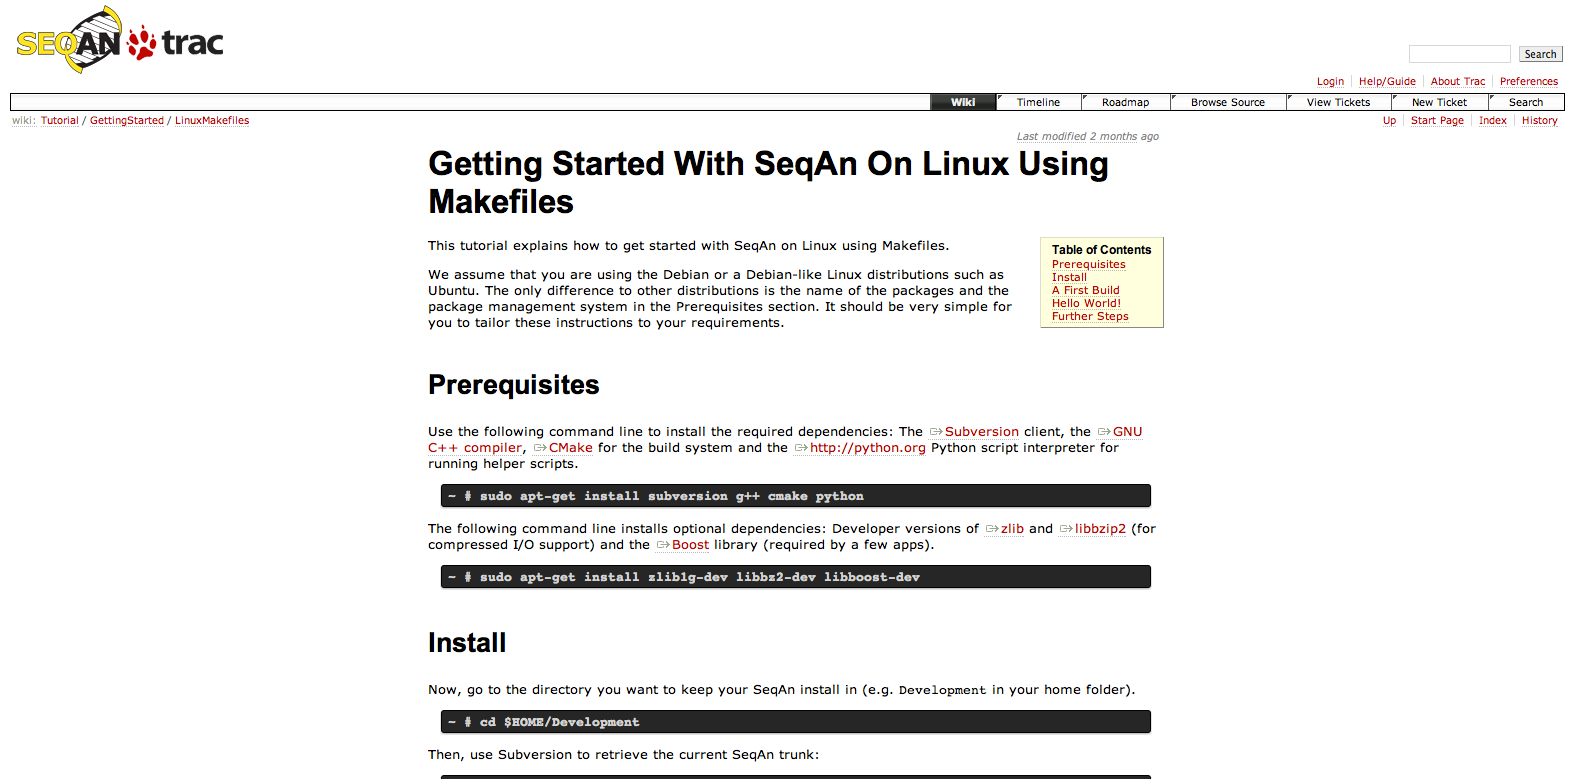 SEQAN trac
Search
Login Help/Guide About Trac Preferences
Wiki Timeline Roadmap Browse Source View Tickets New Ticket Search
wiki: Tutorial / GettingStarted / LinuxMakefiles
Up Start Page Index History
Last modified 2 months ago
Getting Started With SeqAn On Linux Using
Makefiles
This tutorial explains how to get started with SeqAn on Linux using Makefiles.
We assume that you are using the Debian or a Debian-like Linux distributions such as
Ubuntu. The only difference to other distributions is the name of the packages and the
package management system in the Prerequisites section. It should be very simple for
you to tailor these instructions to your requirements.
Table of Contents
Prerequisites
Install
A First Build
Hello World!
Further Steps
Prerequisites
Use the following command line to install the required dependencies: The Subversion client, the GNU
C++ compiler, CMake for the build system and the http://python.org Python script interpreter for
running helper scripts.
~ # sudo apt-get install subversion g++ cmake python
The following command line installs optional dependencies: Developer versions of zlib and libbzip2 (for
compressed I/O support) and the Boost library (required by a few apps).
~ # sudo apt-get install zlib1g-dev libbz2-dev libboost-dev
Install
Now, go to the directory you want to keep your SeqAn install in (e.g. Development in your home folder).
~ # cd $HOME/Development
Then, use Subversion to retrieve the current SeqAn trunk: